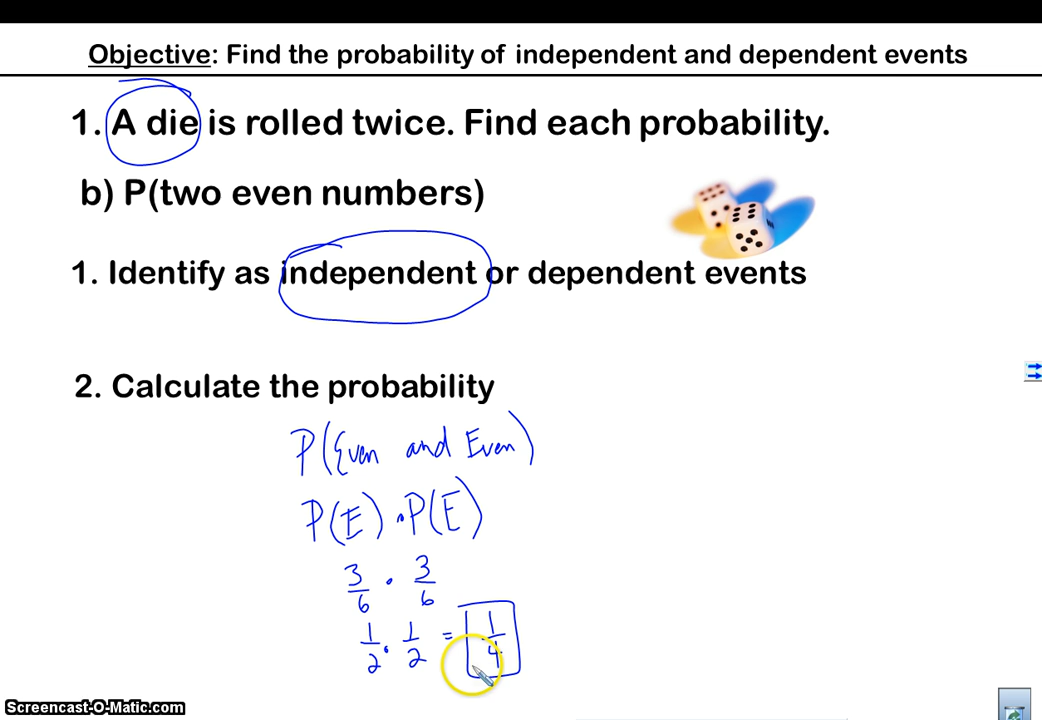 Objective: Find the probability of independent and dependent events
1. A die is rolled twice. Find each probability.
b) P(two even numbers)
1. Identify as independent or dependent events
2. Calculate the probability
P(Even and Even)
P(E) · P(E)
3/6 · 3/6
1/2 · 1/2 = 1/4
Screencast-O-Matic.com